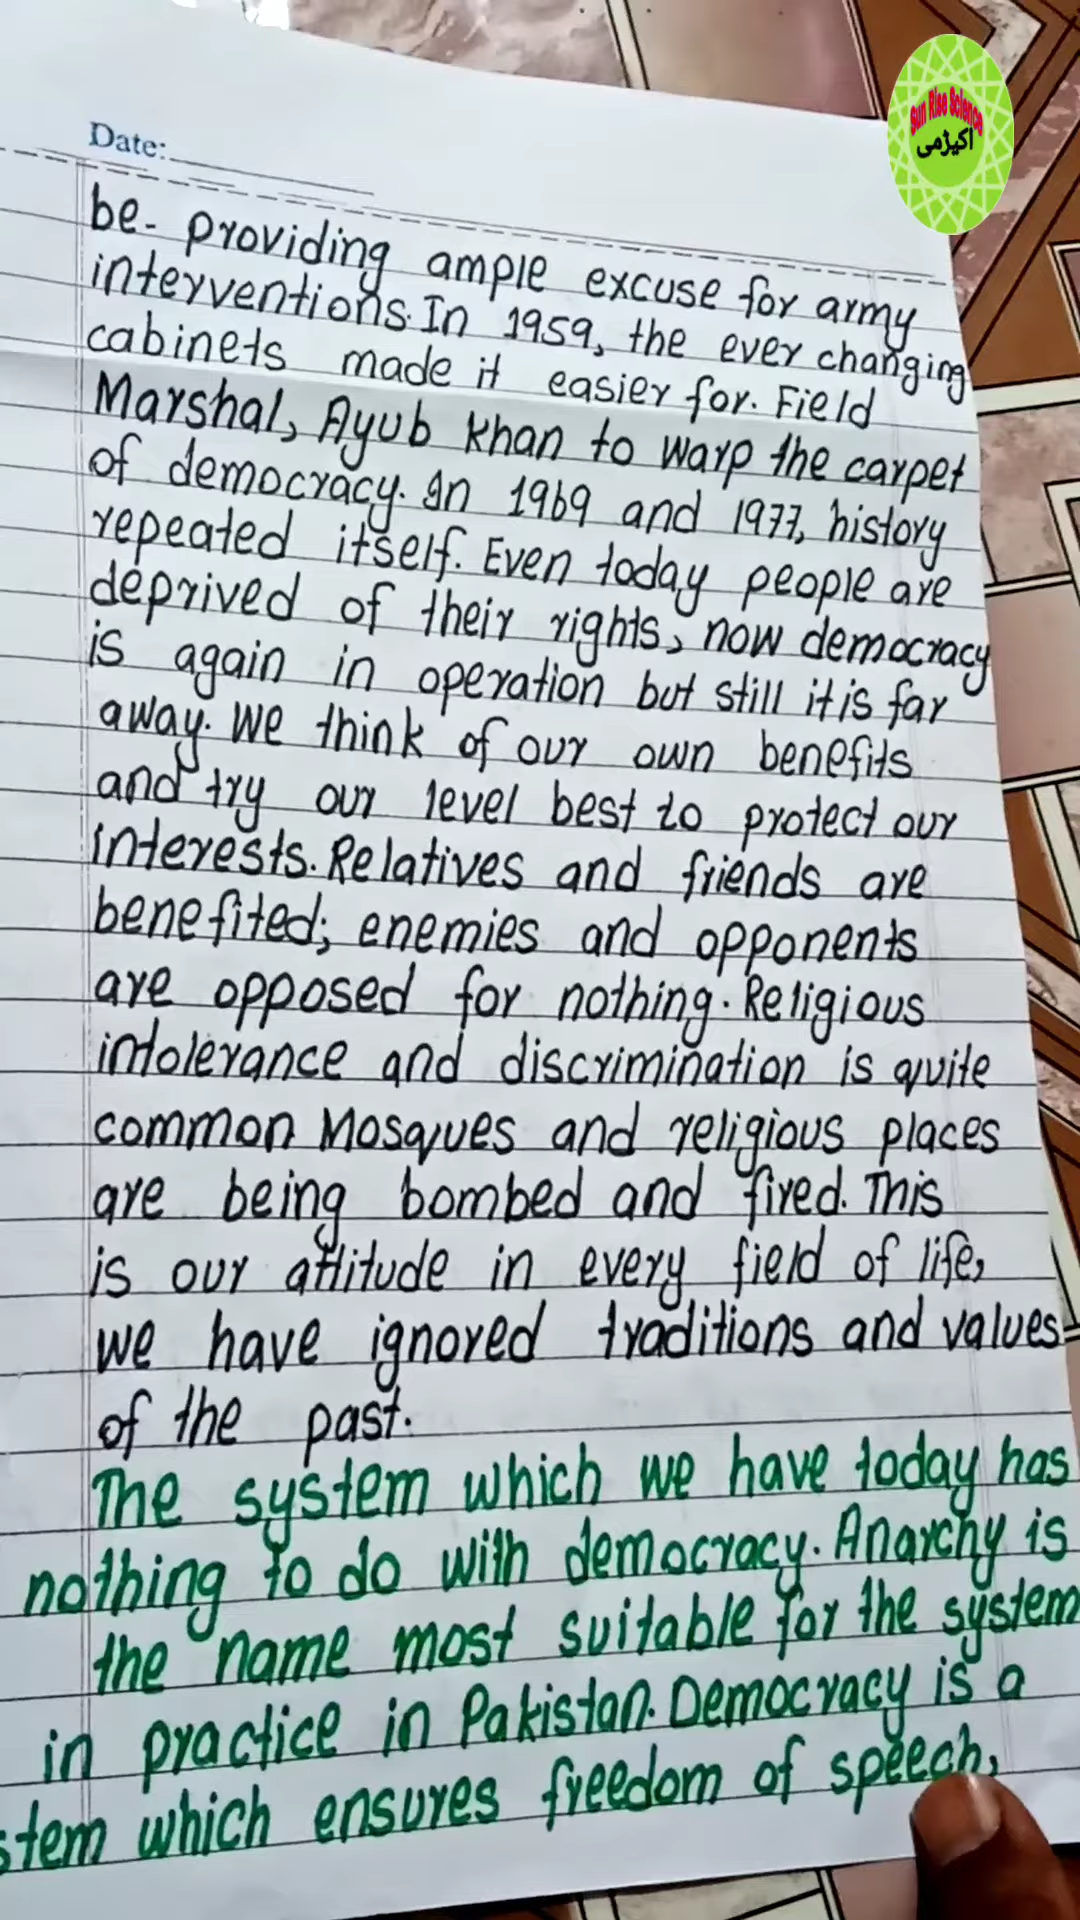 Sun Rise Science
اکیڈمی
Date:
be- providing ample excuse for army
interventions. In 1959, the ever changing
cabinets made it easier for. Field
Marshal, Ayub Khan to warp the carpet
of democracy. In 1969 and 1977, history
repeated itself. Even today people are
deprived of their rights, now democracy
is again in operation but still it is far
away. We think of our own benefits
and try our level best to protect our
interests. Relatives and friends are
benefited; enemies and opponents
are opposed for nothing. Religious
intolerance and discrimination is quite
common Mosques and religious places
are being bombed and fired. This
is our attitude in every field of life,
we have ignored traditions and values
of the past.
The system which we have today has
nothing to do with democracy. Anarchy is
the name most suitable for the system
in practice in Pakistan. Democracy is a
stem which ensures freedom of speech,